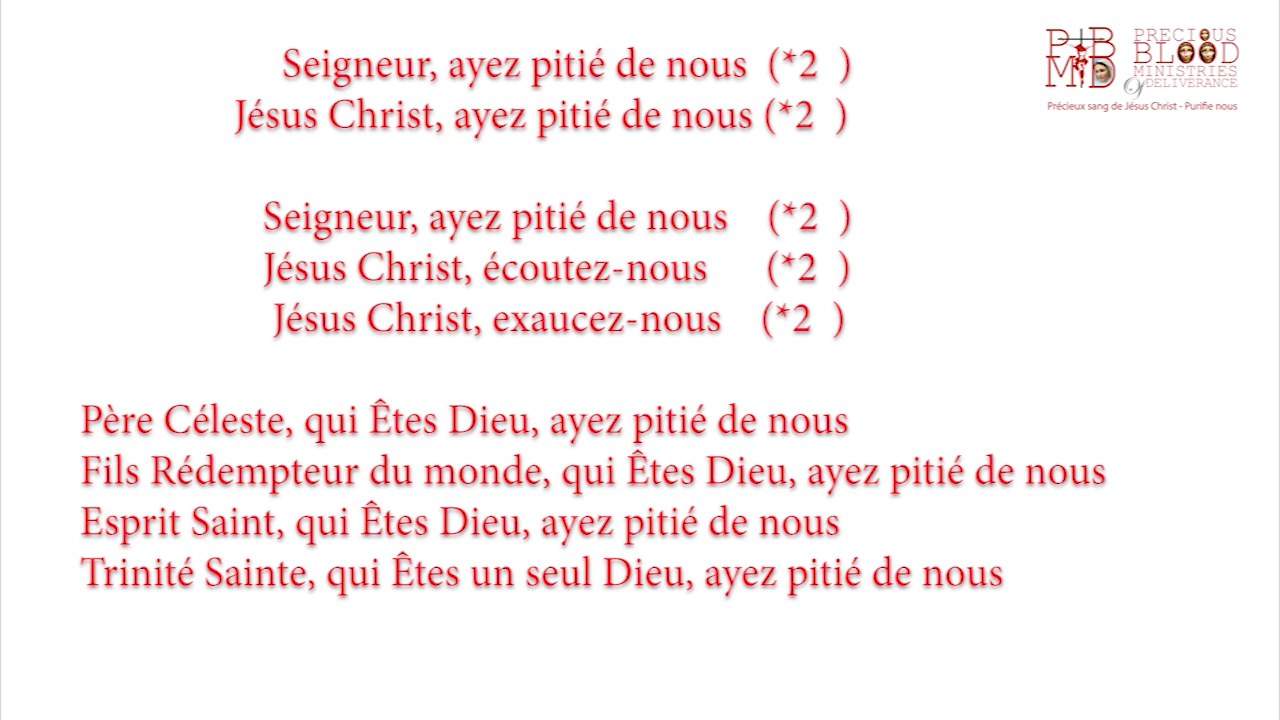 Seigneur, ayez pitié de nous (*2 )
Jésus Christ, ayez pitié de nous (*2 )
Seigneur, ayez pitié de nous (*2 )
Jésus Christ, écoutez-nous (*2 )
Jésus Christ, exaucez-nous (*2 )
Père Céleste, qui Êtes Dieu, ayez pitié de nous
Fils Rédempteur du monde, qui Êtes Dieu, ayez pitié de nous
Esprit Saint, qui Êtes Dieu, ayez pitié de nous
Trinité Sainte, qui Êtes un seul Dieu, ayez pitié de nous
PB
MD
PRECIOUS
BLOOD
MINISTRIES
Of DELIVERANCE
Précieux sang de Jésus Christ - Purifie nous